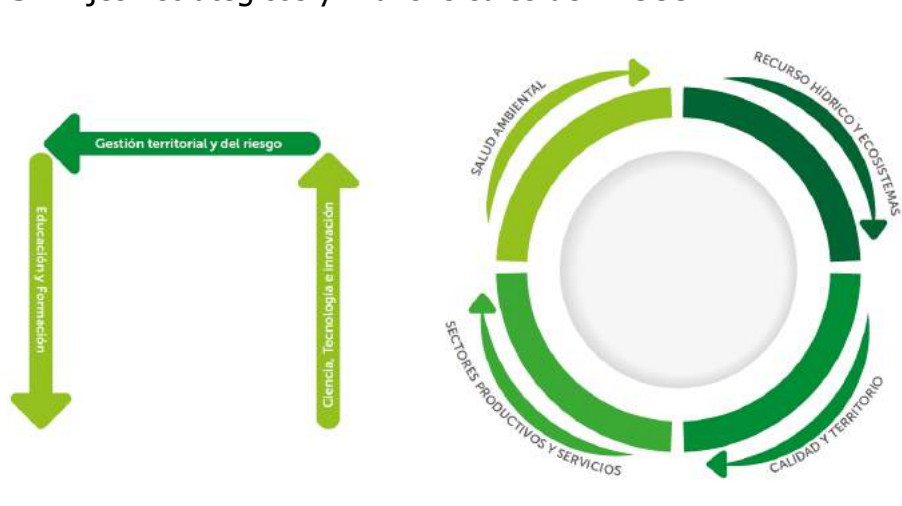 Gestión territorial y del riesgo
Educación y Formación
Ciencia, Tecnología e innovación
SALUD AMBIENTAL
RECURSO HÍDRICO Y ECOSISTEMAS
SECTORES PRODUCTIVOS Y SERVICIOS
CALIDAD Y TERRITORIO